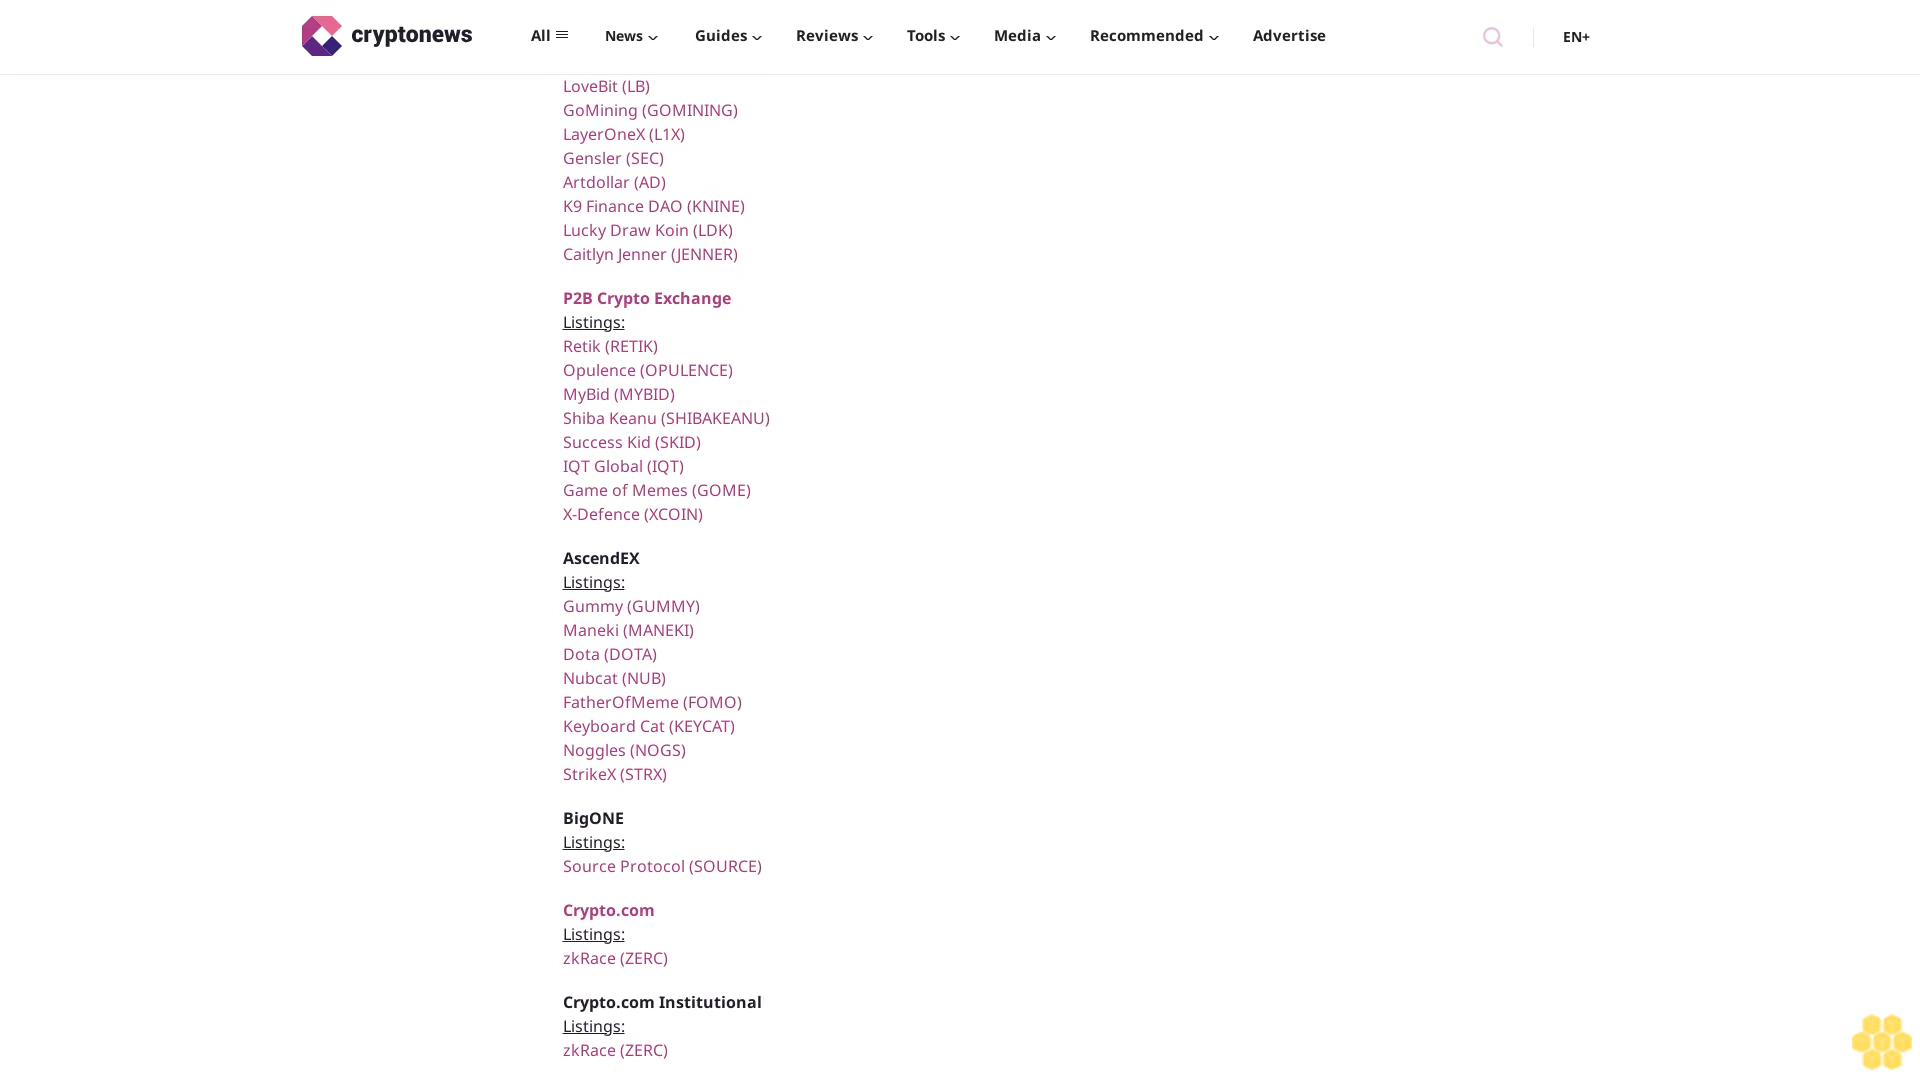 cryptonews
All News Guides Reviews Tools Media Recommended Advertise EN+
LoveBit (LB)
GoMining (GOMINING)
LayerOneX (L1X)
Gensler (SEC)
Artdollar (AD)
K9 Finance DAO (KNINE)
Lucky Draw Koin (LDK)
Caitlyn Jenner (JENNER)
P2B Crypto Exchange
Listings:
Retik (RETIK)
Opulence (OPULENCE)
MyBid (MYBID)
Shiba Keanu (SHIBAKEANU)
Success Kid (SKID)
IQT Global (IQT)
Game of Memes (GOME)
X-Defence (XCOIN)
AscendEX
Listings:
Gummy (GUMMY)
Maneki (MANEKI)
Dota (DOTA)
Nubcat (NUB)
FatherOfMeme (FOMO)
Keyboard Cat (KEYCAT)
Noggles (NOGS)
StrikeX (STRX)
BigONE
Listings:
Source Protocol (SOURCE)
Crypto.com
Listings:
zkRace (ZERC)
Crypto.com Institutional
Listings:
zkRace (ZERC)